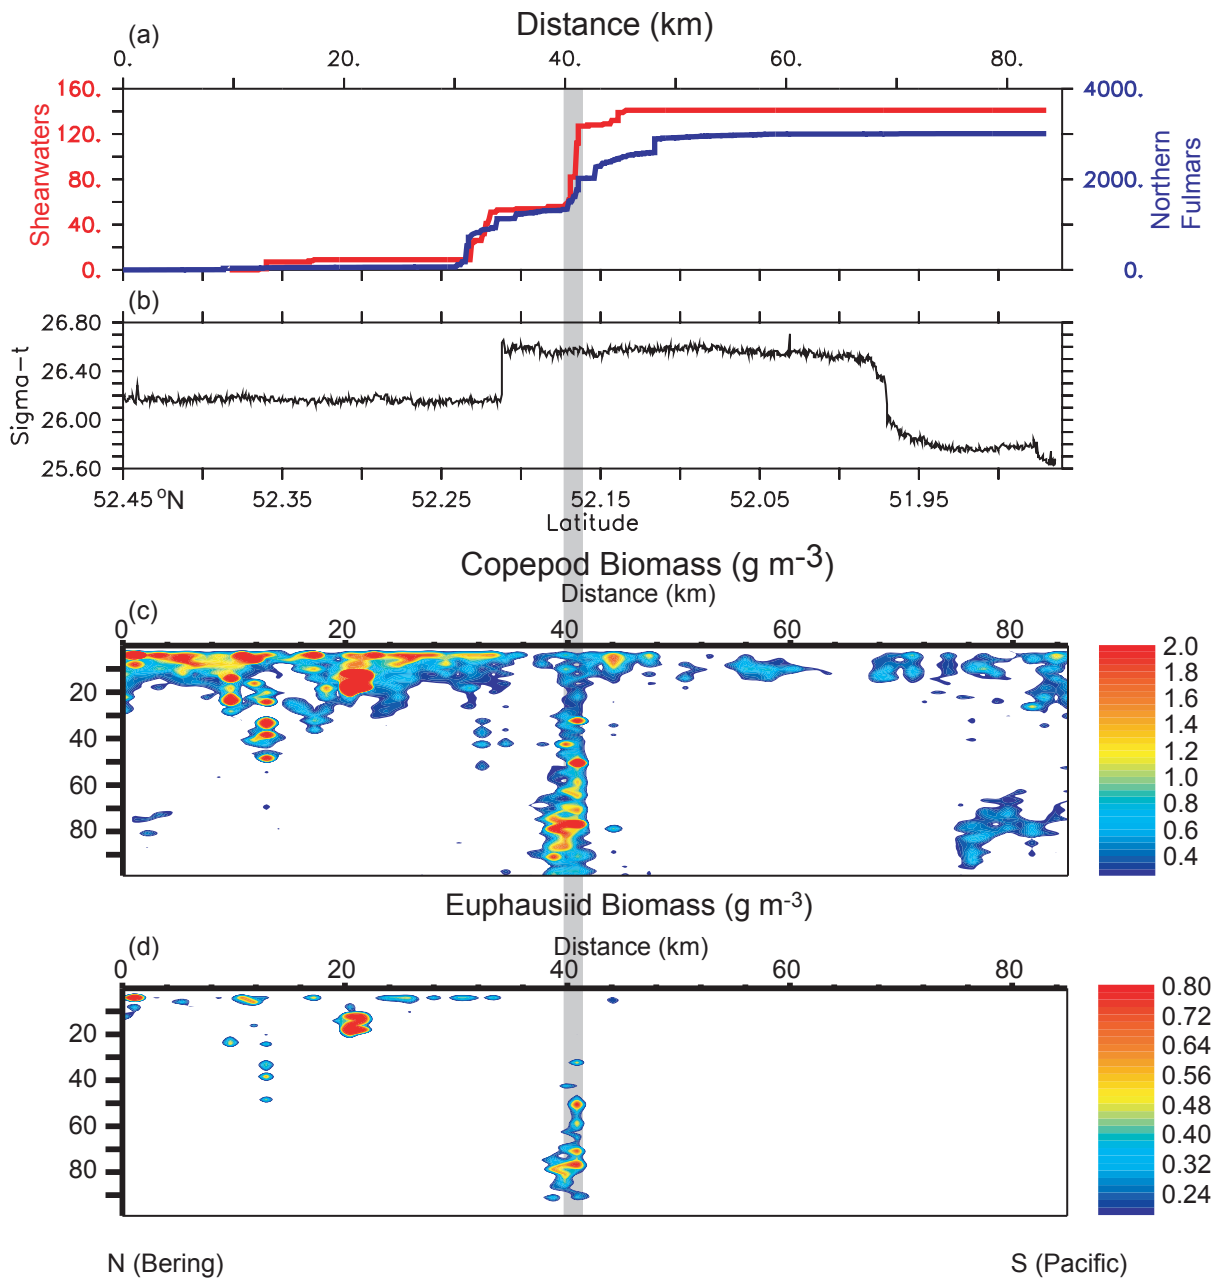 Distance (km)
(a)
0. 20. 40. 60. 80.
160. 4000.
120.
80. 2000.
40.
0. 0.
Shearwaters
Northern
Fulmars
(b)
26.80
26.40
26.00
25.60
Sigma-t
52.45 °N 52.35 52.25 52.15 52.05 51.95
Latitude
Copepod Biomass (g m-3)
Distance (km)
(c)
0 20 40 60 80
20
40
60
80
2.0
1.8
1.6
1.4
1.2
1.0
0.8
0.6
0.4
Euphausiid Biomass (g m-3)
Distance (km)
(d)
0 20 40 60 80
20
40
60
80
0.80
0.72
0.64
0.56
0.48
0.40
0.32
0.24
N (Bering) S (Pacific)